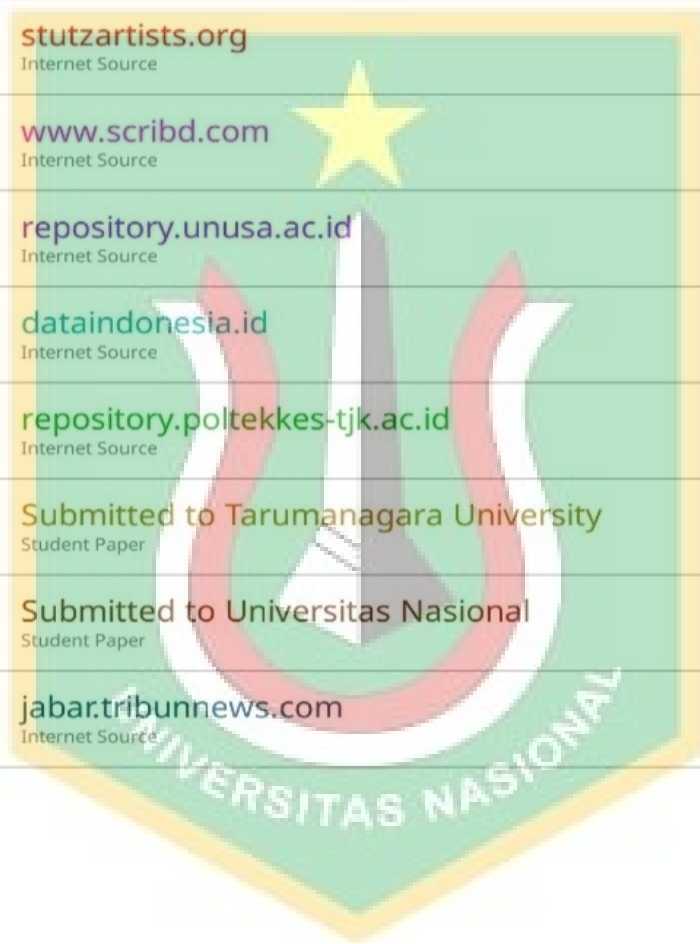 stutzartists.org
Internet Source
www.scribd.com
Internet Source
repository.unusa.ac.id
Internet Source
dataindonesia.id
Internet Source
repository.poltekkes-tjk.ac.id
Internet Source
Submitted to Tarumanagara University
Student Paper
Submitted to Universitas Nasional
Student Paper
jabar.tribunnews.com
Internet Source
UNIVERSITAS NASIONAL